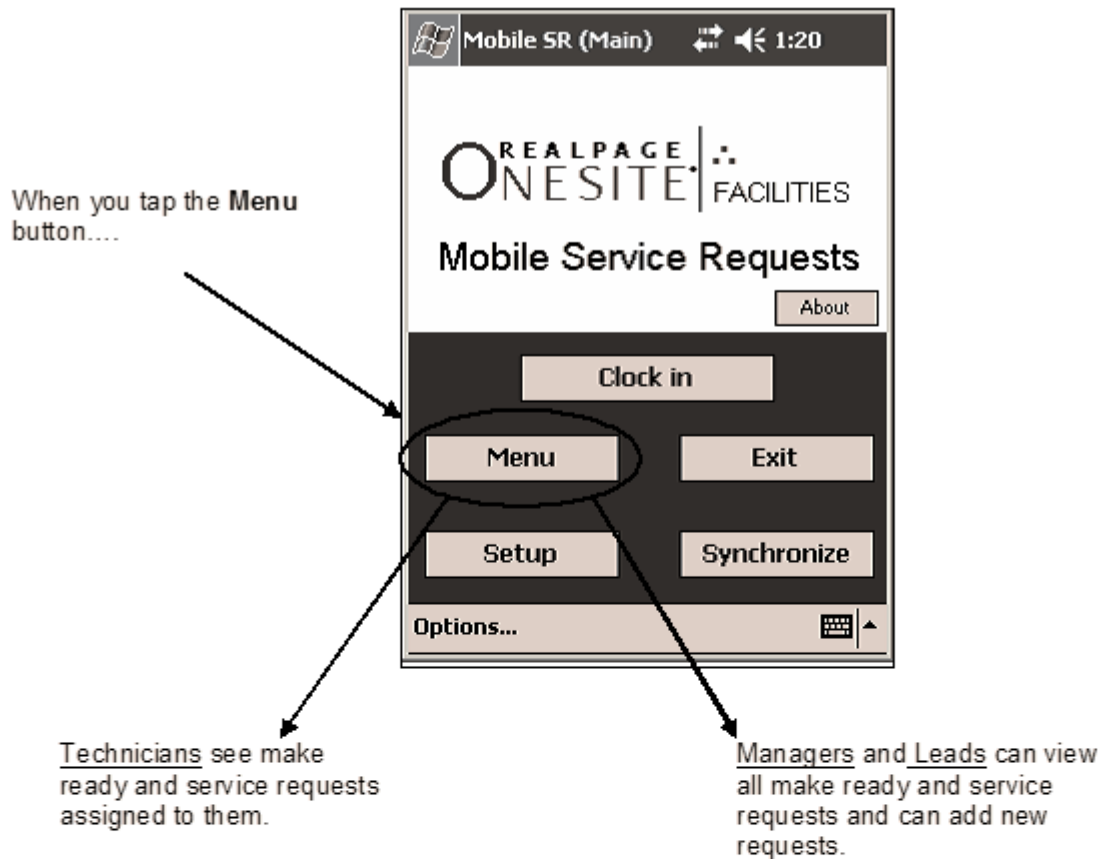 Mobile SR (Main) 1:20
REALPAGE
ONESITE
FACILITIES
Mobile Service Requests
About
When you tap the Menu
button....
Clock in
Menu
Exit
Setup
Synchronize
Options...
Technicians see make
ready and service requests
assigned to them.
Managers and Leads can view
all make ready and service
requests and can add new
requests.